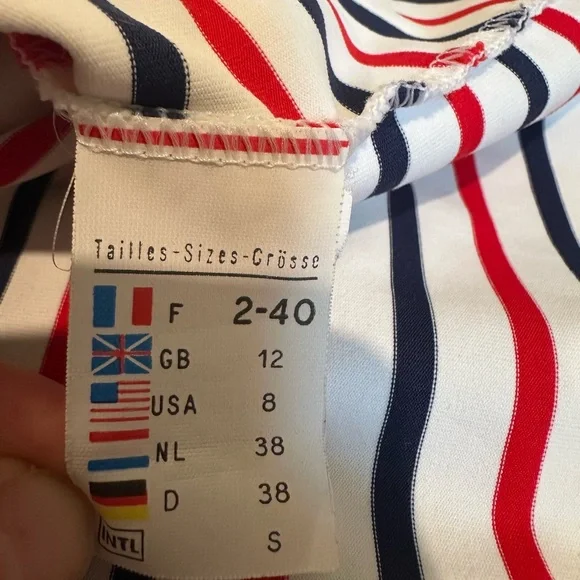 Tailles-Sizes-Grösse
F 2-40
GB 12
USA 8
NL 38
D 38
INTL S